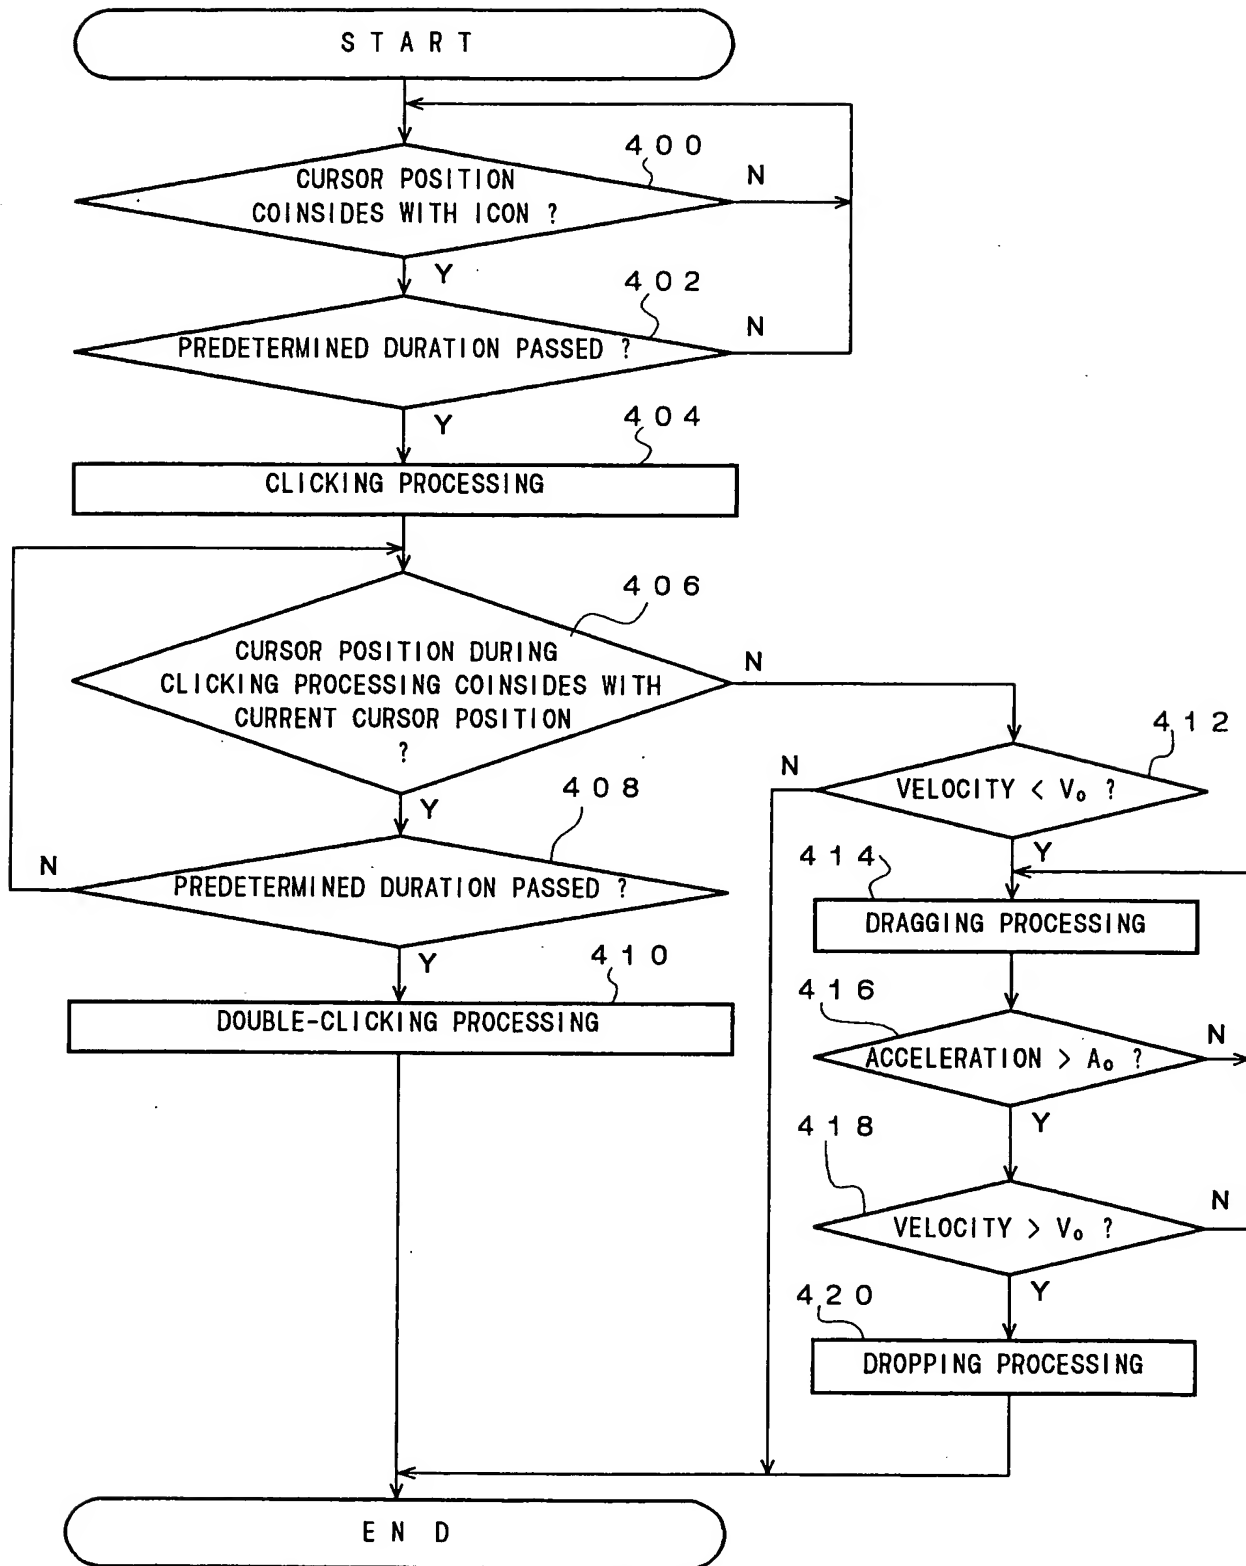 START
400
CURSOR POSITION
COINSIDES WITH ICON ?
N
Y
402
PREDETERMINED DURATION PASSED ?
N
Y
404
CLICKING PROCESSING
406
CURSOR POSITION DURING
CLICKING PROCESSING COINSIDES WITH
CURRENT CURSOR POSITION
?
N
Y
408
PREDETERMINED DURATION PASSED ?
N
Y
410
DOUBLE-CLICKING PROCESSING
412
VELOCITY < V₀ ?
N
Y
414
DRAGGING PROCESSING
416
ACCELERATION > A₀ ?
N
Y
418
VELOCITY > V₀ ?
N
Y
420
DROPPING PROCESSING
END